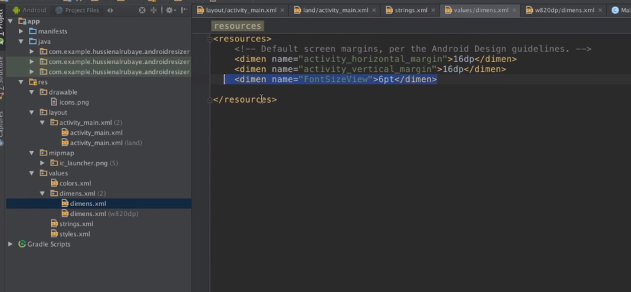 Android
Project Files
layout/activity_main.xml
land/activity_main.xml
strings.xml
values/dimens.xml
w820dp/dimens.xml
app
manifests
java
com.example.hussienalrubaye.androidresizer
com.example.hussienalrubaye.androidresizer
com.example.hussienalrubaye.androidresizer
res
drawable
icons.png
layout
activity_main.xml (2)
activity_main.xml
activity_main.xml (land)
mipmap
ic_launcher.png (5)
values
colors.xml
dimens.xml (2)
dimens.xml
dimens.xml (w820dp)
strings.xml
styles.xml
Gradle Scripts
resources
<resources>
<!-- Default screen margins, per the Android Design guidelines. -->
<dimen name="activity_horizontal_margin">16dp</dimen>
<dimen name="activity_vertical_margin">16dp</dimen>
<dimen name="FontSizeView">6pt</dimen>
</resources>